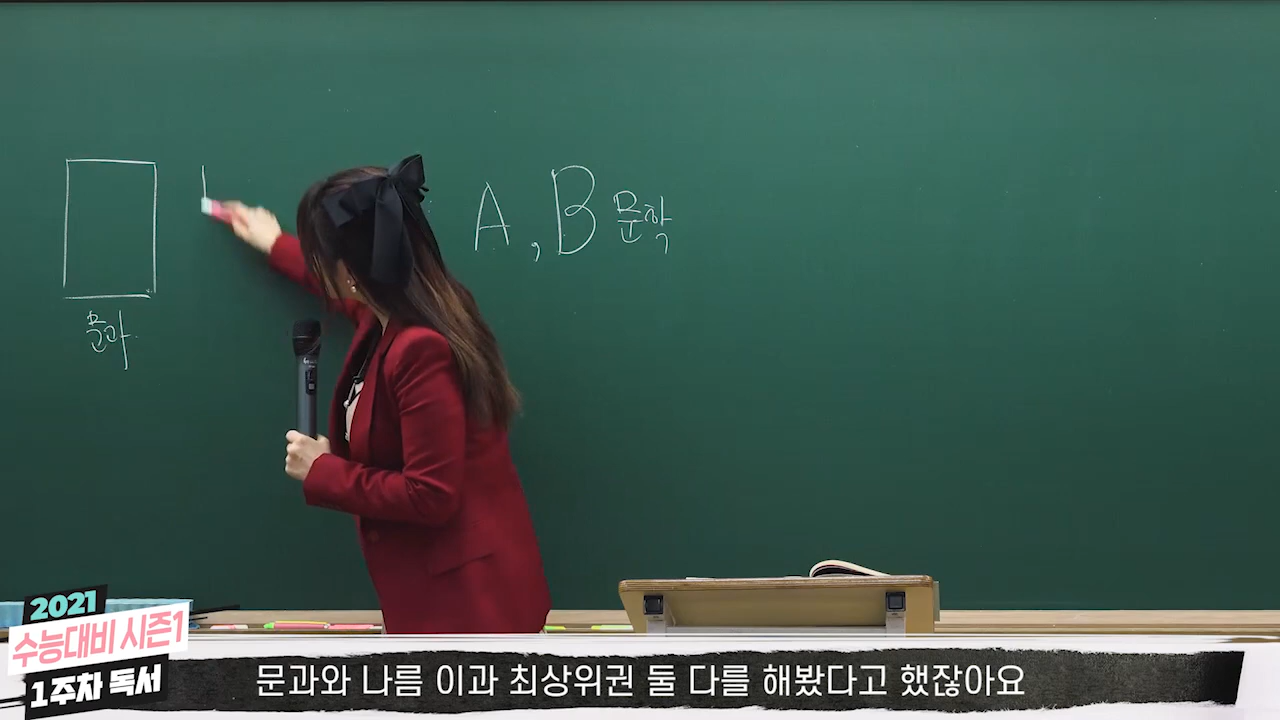 A, B 문학
문과
2021
수능대비 시즌1
1주차 독서
문과와 나름 이과 최상위권 둘 다를 해봤다고 했잖아요